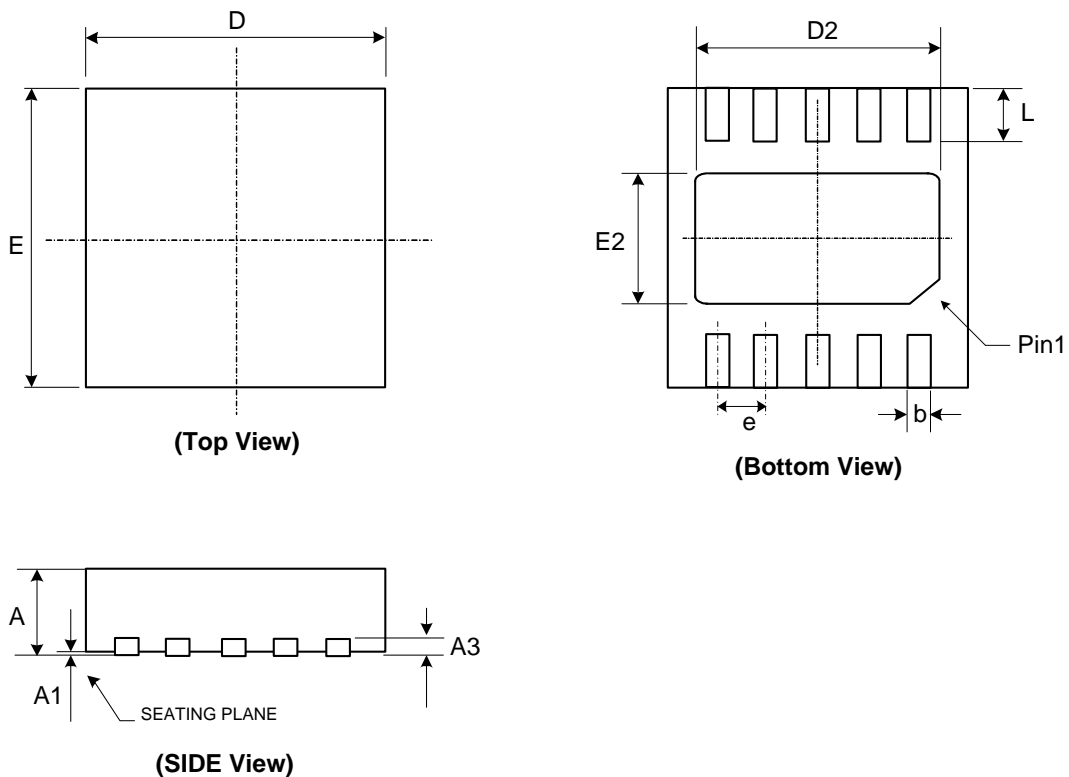 D
E
(Top View)
D2
L
E2
Pin1
e
b
(Bottom View)
A
A1
A3
SEATING PLANE
(SIDE View)